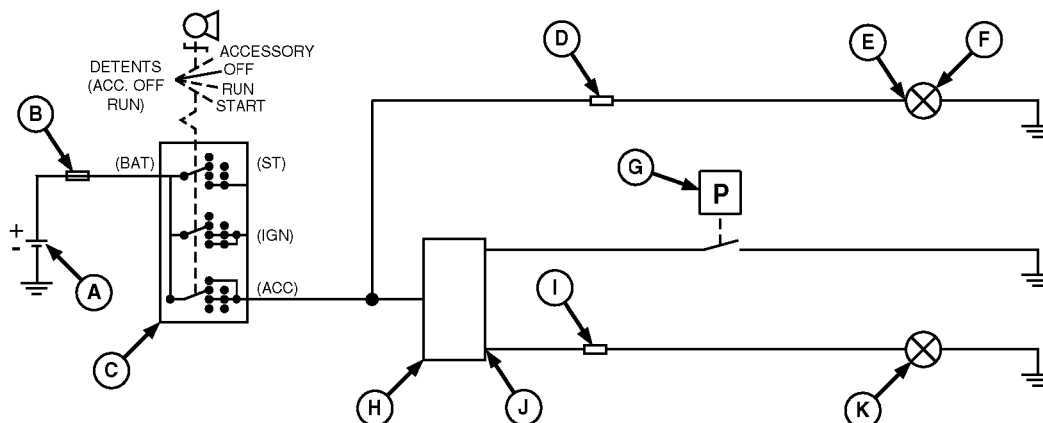 ACCESSORY
OFF
RUN
START
DETENTS
(ACC. OFF
RUN)
D
E
F
B
(BAT)
(ST)
G
P
(IGN)
+
-
A
(ACC)
I
C
H
J
K